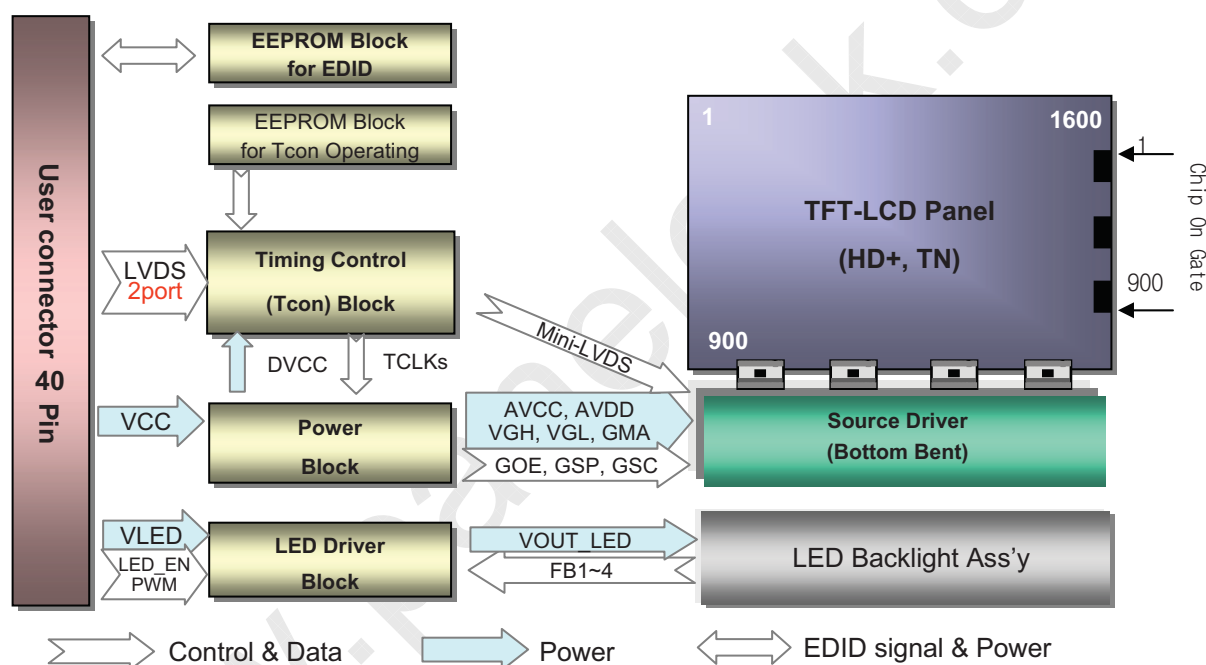 EEPROM Block
for EDID
EEPROM Block
for Tcon Operating
User connector 40 Pin
LVDS
2port
Timing Control
(Tcon) Block
DVCC
TCLKs
Mini-LVDS
VCC
Power
Block
AVCC, AVDD
VGH, VGL, GMA
GOE, GSP, GSC
VLED
LED_EN
PWM
LED Driver
Block
VOUT_LED
FB1~4
1
1600
TFT-LCD Panel
(HD+, TN)
900
1
900
Chip On Gate
Source Driver
(Bottom Bent)
LED Backlight Ass'y
Control & Data
Power
EDID signal & Power